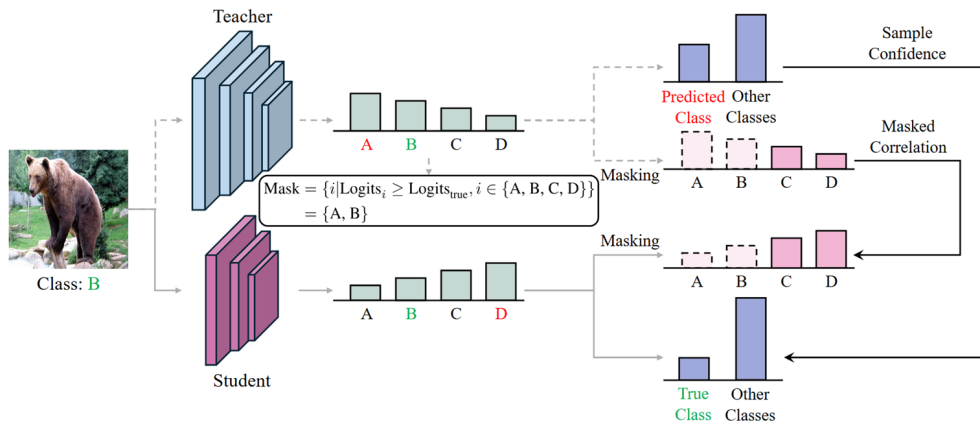 Teacher
A B C D
Mask = {i|Logits_i ≥ Logits_true, i ∈ {A, B, C, D}}
= {A, B}
Class: B
Student
A B C D
Predicted Class
Other Classes
Sample Confidence
Masking
A B C D
Masked Correlation
Masking
A B C D
True Class
Other Classes